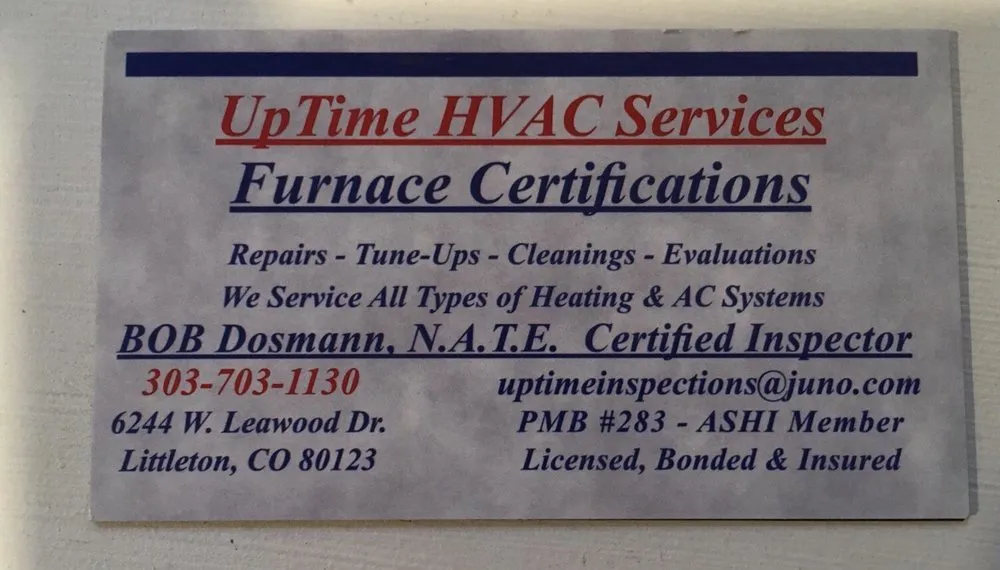 UpTime HVAC Services
Furnace Certifications
Repairs - Tune-Ups - Cleanings - Evaluations
We Service All Types of Heating & AC Systems
BOB Dosmann, N.A.T.E. Certified Inspector
303-703-1130 uptimeinspections@juno.com
6244 W. Leawood Dr. PMB #283 - ASHI Member
Littleton, CO 80123 Licensed, Bonded & Insured